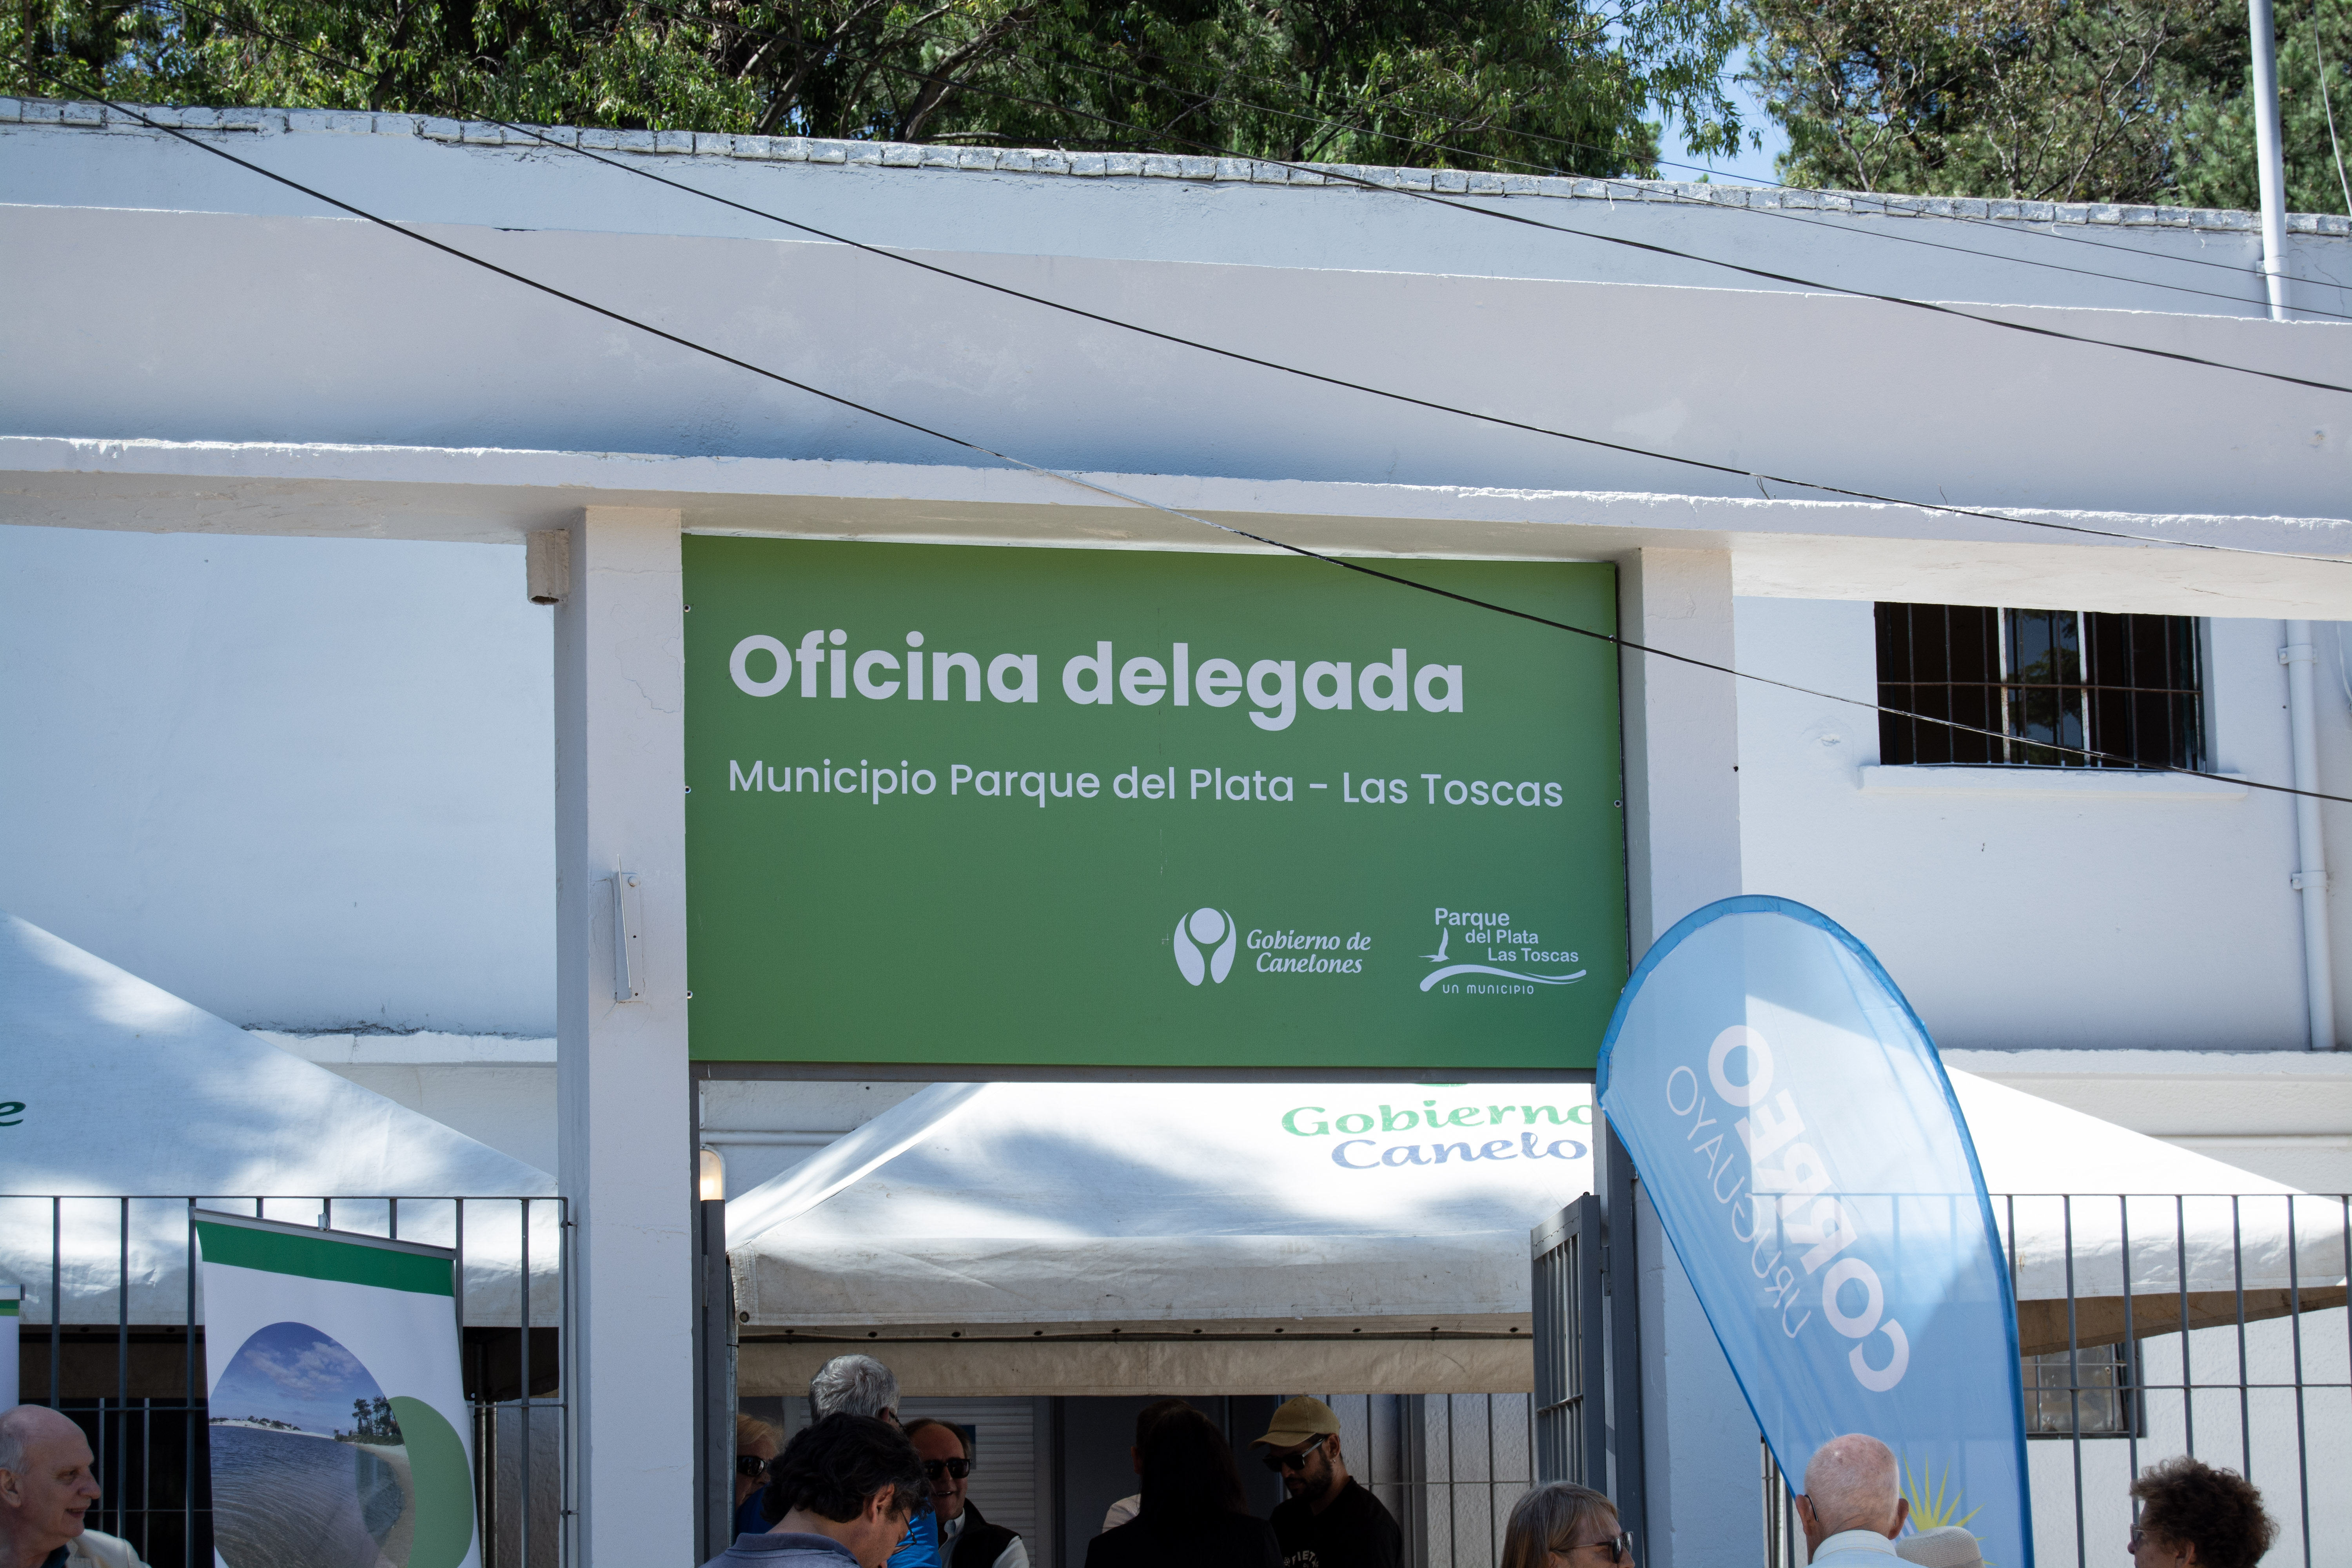 Oficina delegada
Municipio Parque del Plata - Las Toscas
Gobierno de
Canelones
Parque
del Plata
Las Toscas
un municipio
Gobierno
Canelo
CORREO
URUGUAYO
e